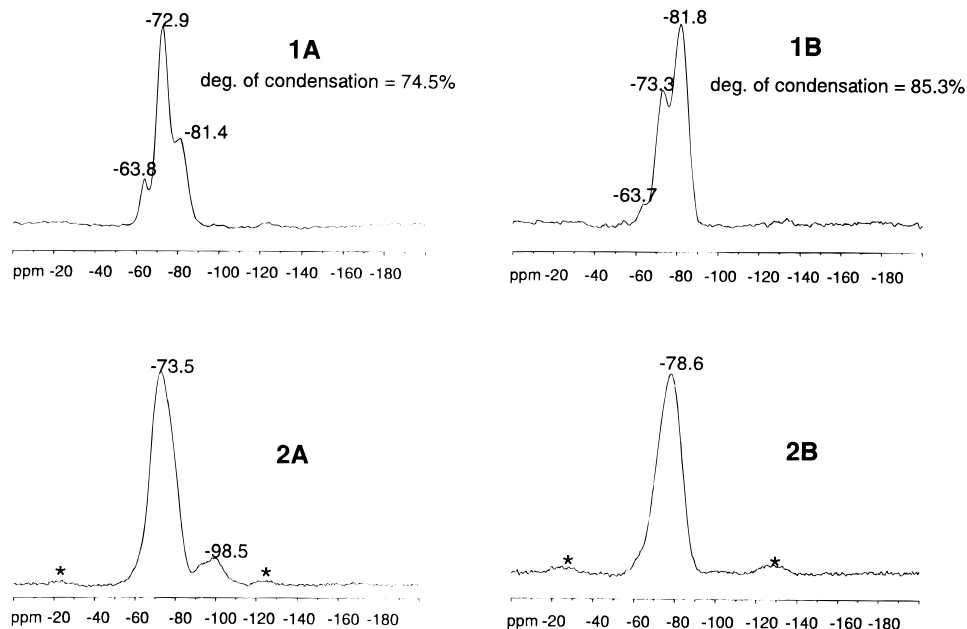 -72.9
1A
deg. of condensation = 74.5%
-81.4
-63.8
ppm -20 -40 -60 -80 -100 -120 -140 -160 -180
-81.8
1B
-73.3
deg. of condensation = 85.3%
-63.7
ppm -20 -40 -60 -80 -100 -120 -140 -160 -180
-73.5
2A
-98.5
* *
ppm -20 -40 -60 -80 -100 -120 -140 -160 -180
-78.6
2B
* *
ppm -20 -40 -60 -80 -100 -120 -140 -160 -180